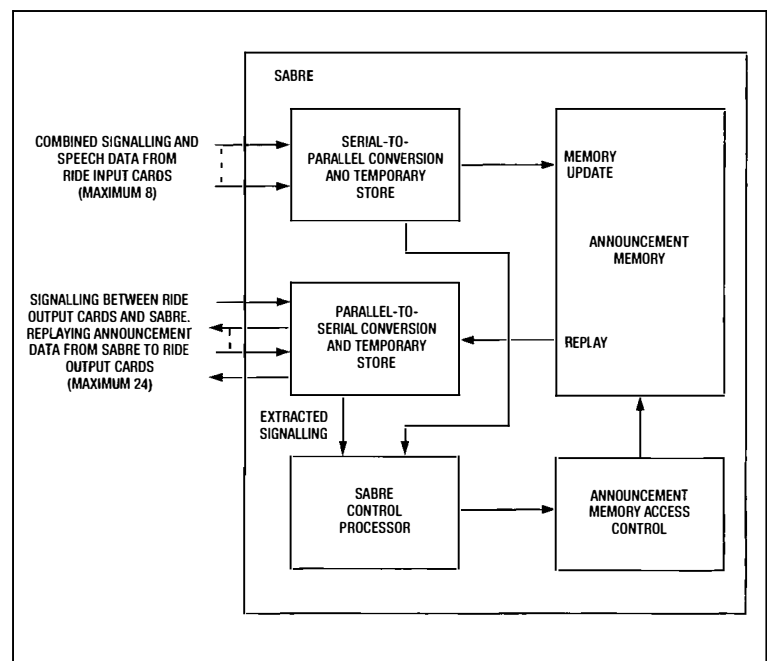 SABRE
COMBINED SIGNALLING AND
SPEECH DATA FROM
RIDE INPUT CARDS
(MAXIMUM 8)
SERIAL-TO-
PARALLEL CONVERSION
AND TEMPORARY
STORE
MEMORY
UPDATE
ANNOUNCEMENT
MEMORY
SIGNALLING BETWEEN RIDE
OUTPUT CARDS AND SABRE.
REPLAYING ANNOUNCEMENT
DATA FROM SABRE TO RIDE
OUTPUT CARDS
(MAXIMUM 24)
PARALLEL-TO-
SERIAL CONVERSION
AND TEMPORARY
STORE
REPLAY
EXTRACTED
SIGNALLING
SABRE
CONTROL
PROCESSOR
ANNOUNCEMENT
MEMORY ACCESS
CONTROL